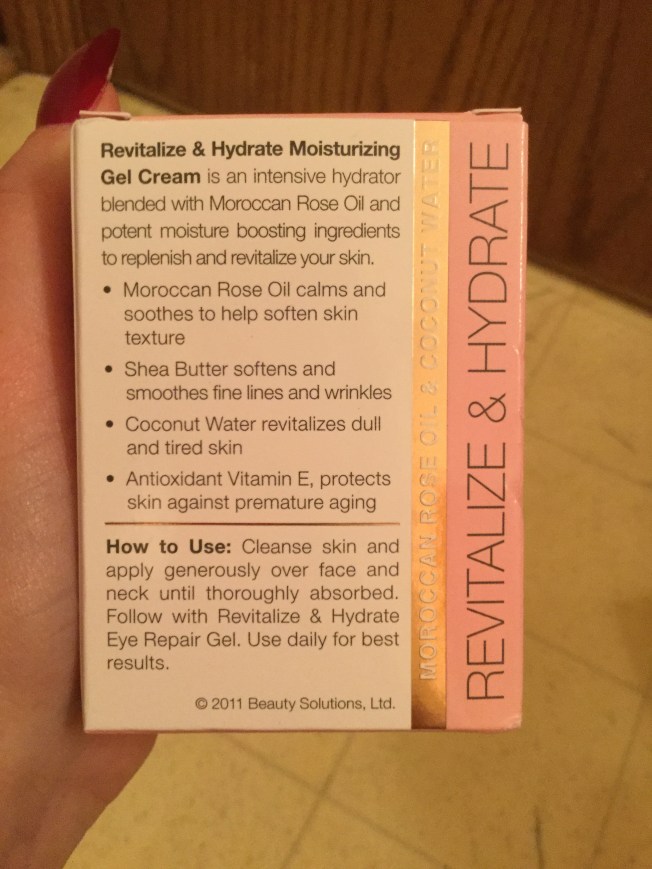 Revitalize & Hydrate Moisturizing
Gel Cream is an intensive hydrator
blended with Moroccan Rose Oil and
potent moisture boosting ingredients
to replenish and revitalize your skin.
• Moroccan Rose Oil calms and
soothes to help soften skin
texture
• Shea Butter softens and
smoothes fine lines and wrinkles
• Coconut Water revitalizes dull
and tired skin
• Antioxidant Vitamin E, protects
skin against premature aging
How to Use: Cleanse skin and
apply generously over face and
neck until thoroughly absorbed.
Follow with Revitalize & Hydrate
Eye Repair Gel. Use daily for best
results.
© 2011 Beauty Solutions, Ltd.
MOROCCAN ROSE OIL & COCONUT WATER
REVITALIZE & HYDRATE